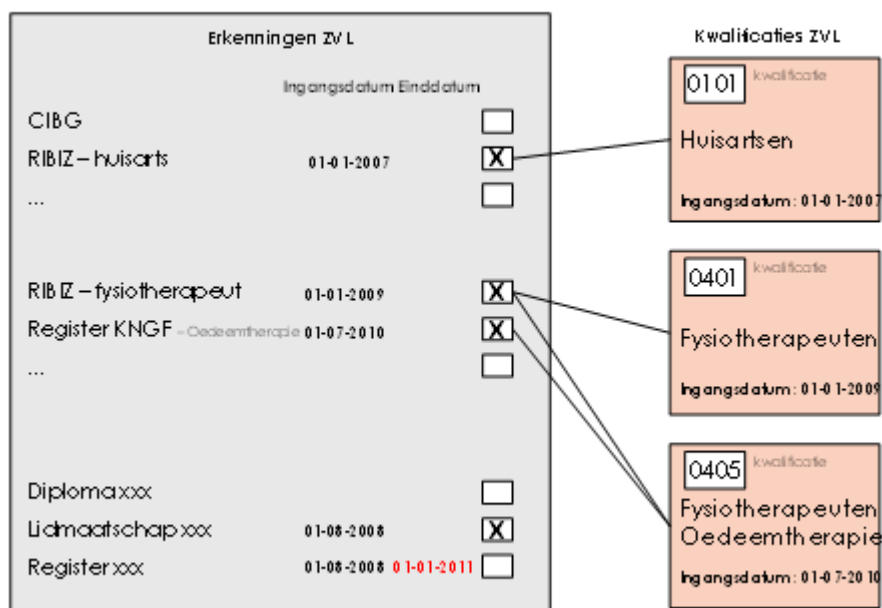 Erkenningen ZVL
Ingangsdatum Einddatum
CIBG
RIBIZ – huisarts 01-01-2007 X
...
RIBIZ – fysiotherapeut 01-01-2009 X
Register KNGF – Oedeemtherapie 01-07-2010 X
...
Diploma xxx
Lidmaatschap xxx 01-08-2008 X
Register xxx 01-08-2008 01-01-2011
Kwalificaties ZVL
0101 kwalificatie
Huisartsen
Ingangsdatum: 01-01-2007
0401 kwalificatie
Fysiotherapeuten
Ingangsdatum: 01-01-2009
0405 kwalificatie
Fysiotherapeuten
Oedeemtherapie
Ingangsdatum: 01-07-2010